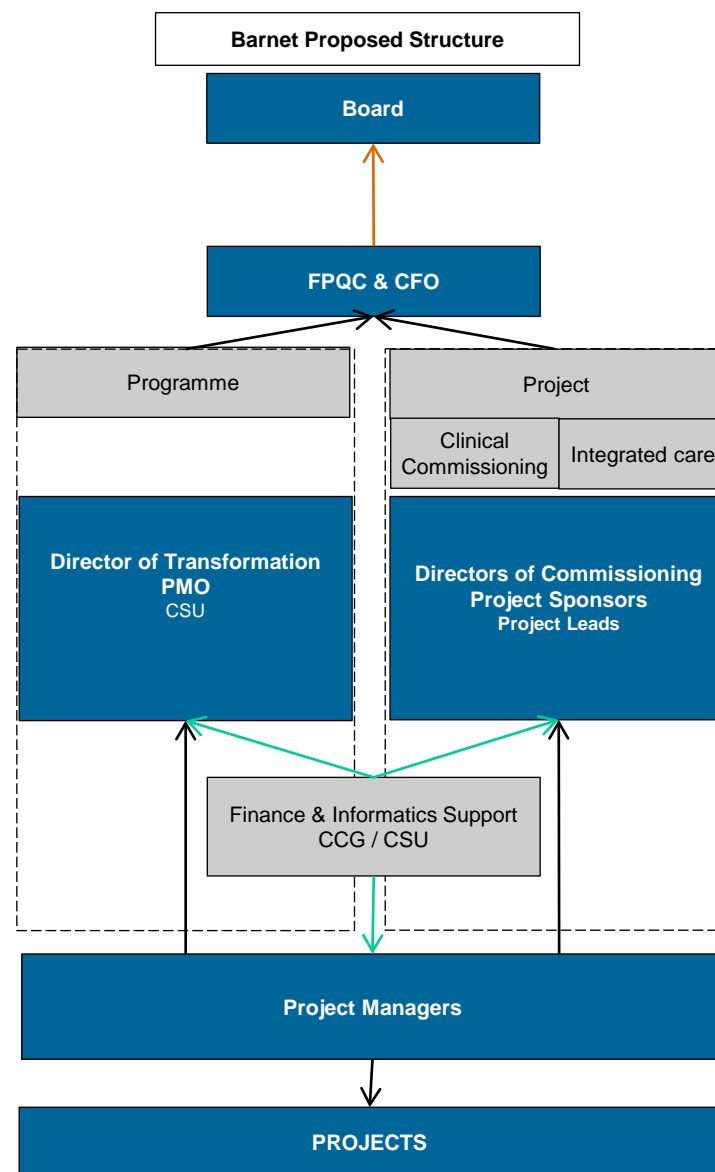 Barnet Proposed Structure
Board
FPQC & CFO
Programme
Project
Clinical
Commissioning
Integrated care
Director of Transformation
PMO
CSU
Directors of Commissioning
Project Sponsors
Project Leads
Finance & Informatics Support
CCG / CSU
Project Managers
PROJECTS